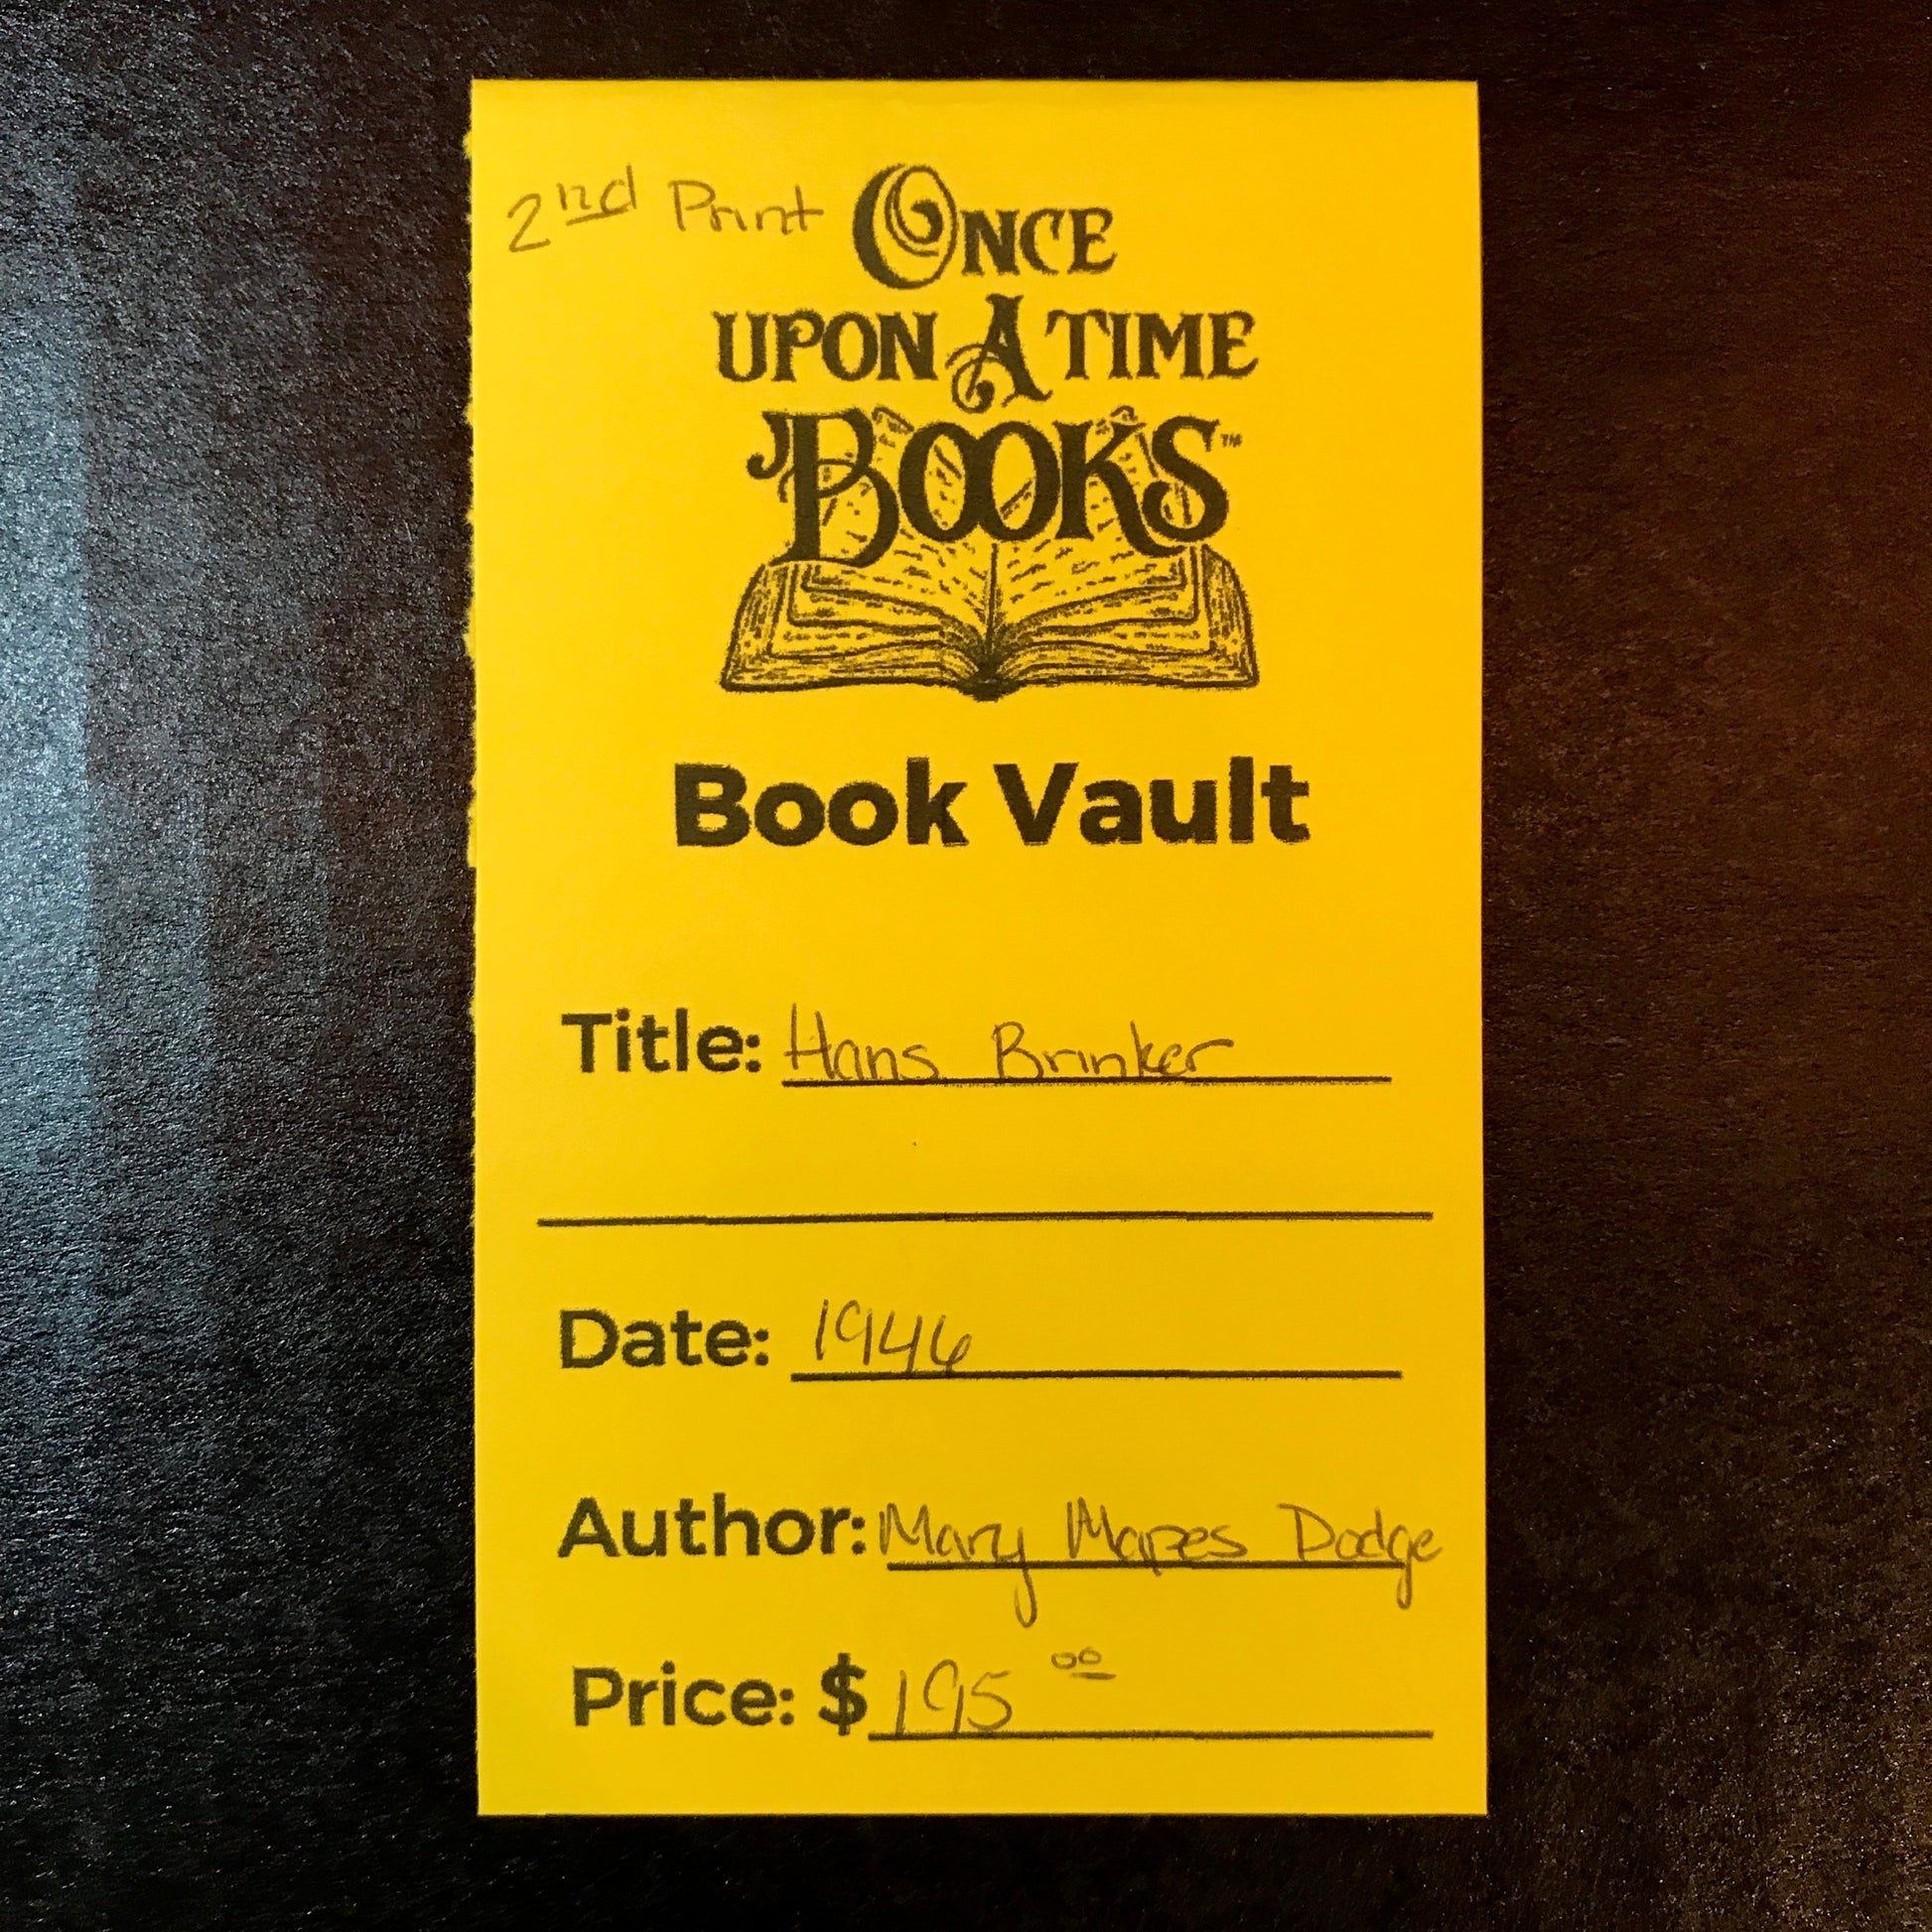 2nd Print
ONCE
UPON A TIME
BOOKS™
Book Vault
Title: Hans Brinker
Date: 1946
Author: Mary Mapes Dodge
Price: $ 195 00